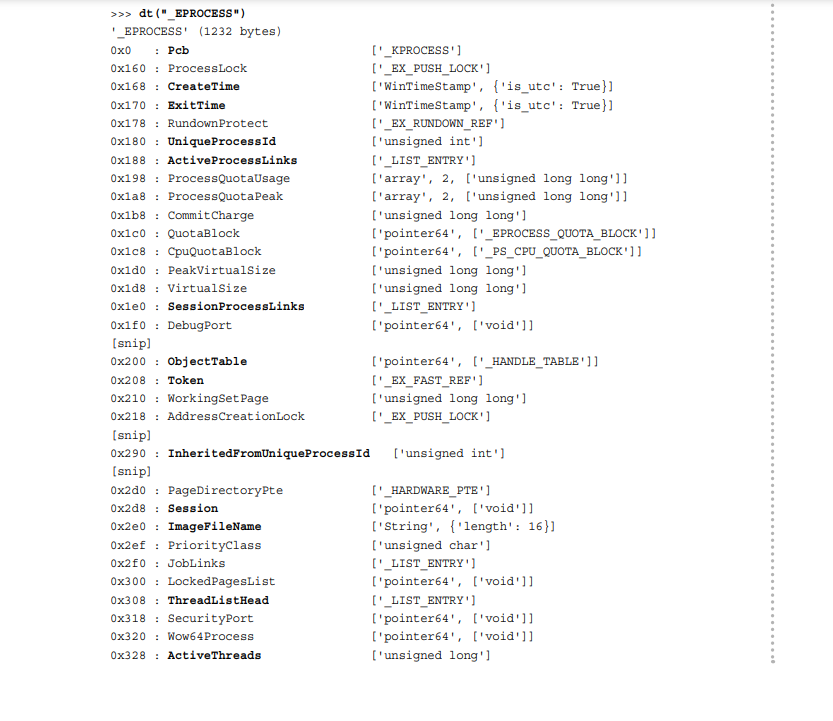 >>> dt("_EPROCESS")
'_EPROCESS' (1232 bytes)
0x0   : Pcb                          ['_KPROCESS']
0x160 : ProcessLock                  ['_EX_PUSH_LOCK']
0x168 : CreateTime                   ['WinTimeStamp', {'is_utc': True}]
0x170 : ExitTime                     ['WinTimeStamp', {'is_utc': True}]
0x178 : RundownProtect               ['_EX_RUNDOWN_REF']
0x180 : UniqueProcessId              ['unsigned int']
0x188 : ActiveProcessLinks           ['_LIST_ENTRY']
0x198 : ProcessQuotaUsage            ['array', 2, ['unsigned long long']]
0x1a8 : ProcessQuotaPeak             ['array', 2, ['unsigned long long']]
0x1b8 : CommitCharge                 ['unsigned long long']
0x1c0 : QuotaBlock                   ['pointer64', ['_EPROCESS_QUOTA_BLOCK']]
0x1c8 : CpuQuotaBlock                ['pointer64', ['_PS_CPU_QUOTA_BLOCK']]
0x1d0 : PeakVirtualSize              ['unsigned long long']
0x1d8 : VirtualSize                  ['unsigned long long']
0x1e0 : SessionProcessLinks          ['_LIST_ENTRY']
0x1f0 : DebugPort                    ['pointer64', ['void']]
[snip]
0x200 : ObjectTable                  ['pointer64', ['_HANDLE_TABLE']]
0x208 : Token                        ['_EX_FAST_REF']
0x210 : WorkingSetPage               ['unsigned long long']
0x218 : AddressCreationLock          ['_EX_PUSH_LOCK']
[snip]
0x290 : InheritedFromUniqueProcessId   ['unsigned int']
[snip]
0x2d0 : PageDirectoryPte             ['_HARDWARE_PTE']
0x2d8 : Session                      ['pointer64', ['void']]
0x2e0 : ImageFileName                ['String', {'length': 16}]
0x2ef : PriorityClass                ['unsigned char']
0x2f0 : JobLinks                     ['_LIST_ENTRY']
0x300 : LockedPagesList              ['pointer64', ['void']]
0x308 : ThreadListHead               ['_LIST_ENTRY']
0x318 : SecurityPort                 ['pointer64', ['void']]
0x320 : Wow64Process                 ['pointer64', ['void']]
0x328 : ActiveThreads                ['unsigned long']